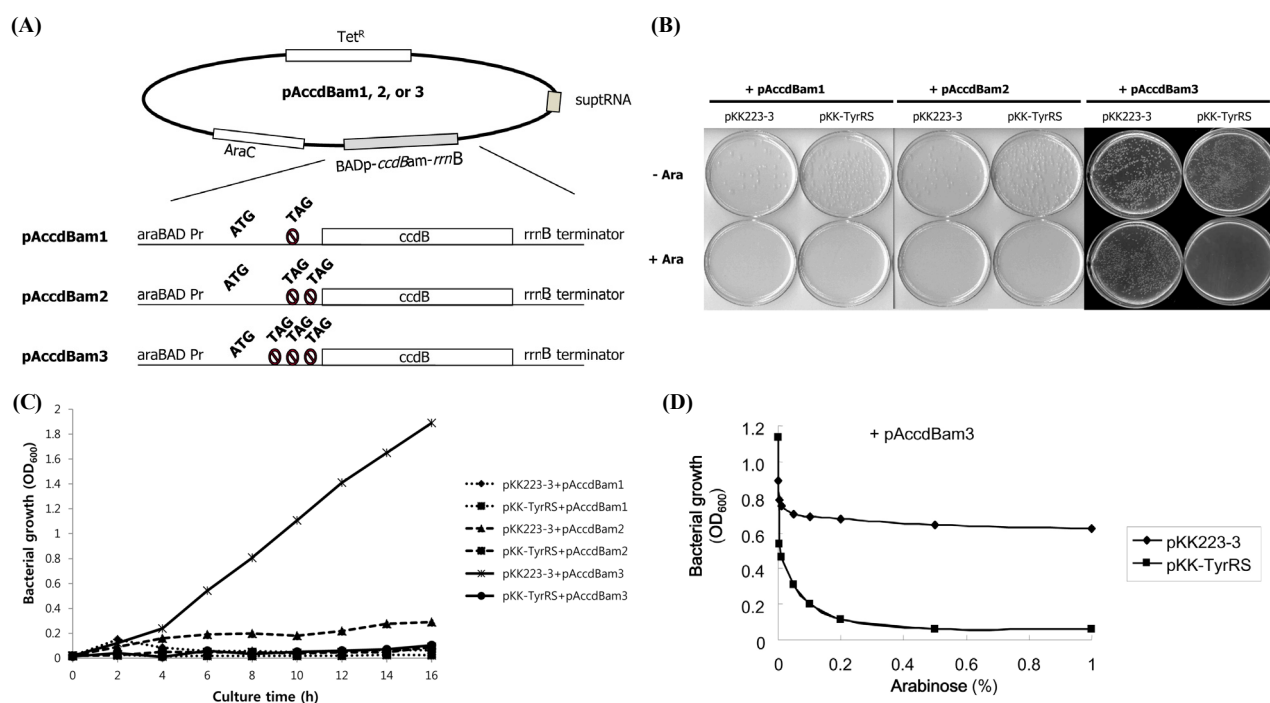 (A)
Tet^R
pAccdBam1, 2, or 3
suptRNA
AraC
BADp-ccdBam-rrnB
pAccdBam1
araBAD Pr
ATG
TAG
ccdB
rrnB terminator
pAccdBam2
araBAD Pr
ATG
TAG TAG
ccdB
rrnB terminator
pAccdBam3
araBAD Pr
ATG
TAG TAG TAG
ccdB
rrnB terminator
(B)
+ pAccdBam1 + pAccdBam2 + pAccdBam3
pKK223-3 pKK-TyrRS pKK223-3 pKK-TyrRS pKK223-3 pKK-TyrRS
- Ara
+ Ara
(C)
Bacterial growth (OD600)
2
1.8
1.6
1.4
1.2
1
0.8
0.6
0.4
0.2
0
0 2 4 6 8 10 12 14 16
Culture time (h)
pKK223-3+pAccdBam1
pKK-TyrRS+pAccdBam1
pKK223-3+pAccdBam2
pKK-TyrRS+pAccdBam2
pKK223-3+pAccdBam3
pKK-TyrRS+pAccdBam3
(D)
+ pAccdBam3
Bacterial growth
(OD600)
1.2
1.0
0.8
0.6
0.4
0.2
0
0 0.2 0.4 0.6 0.8 1
Arabinose (%)
pKK223-3
pKK-TyrRS